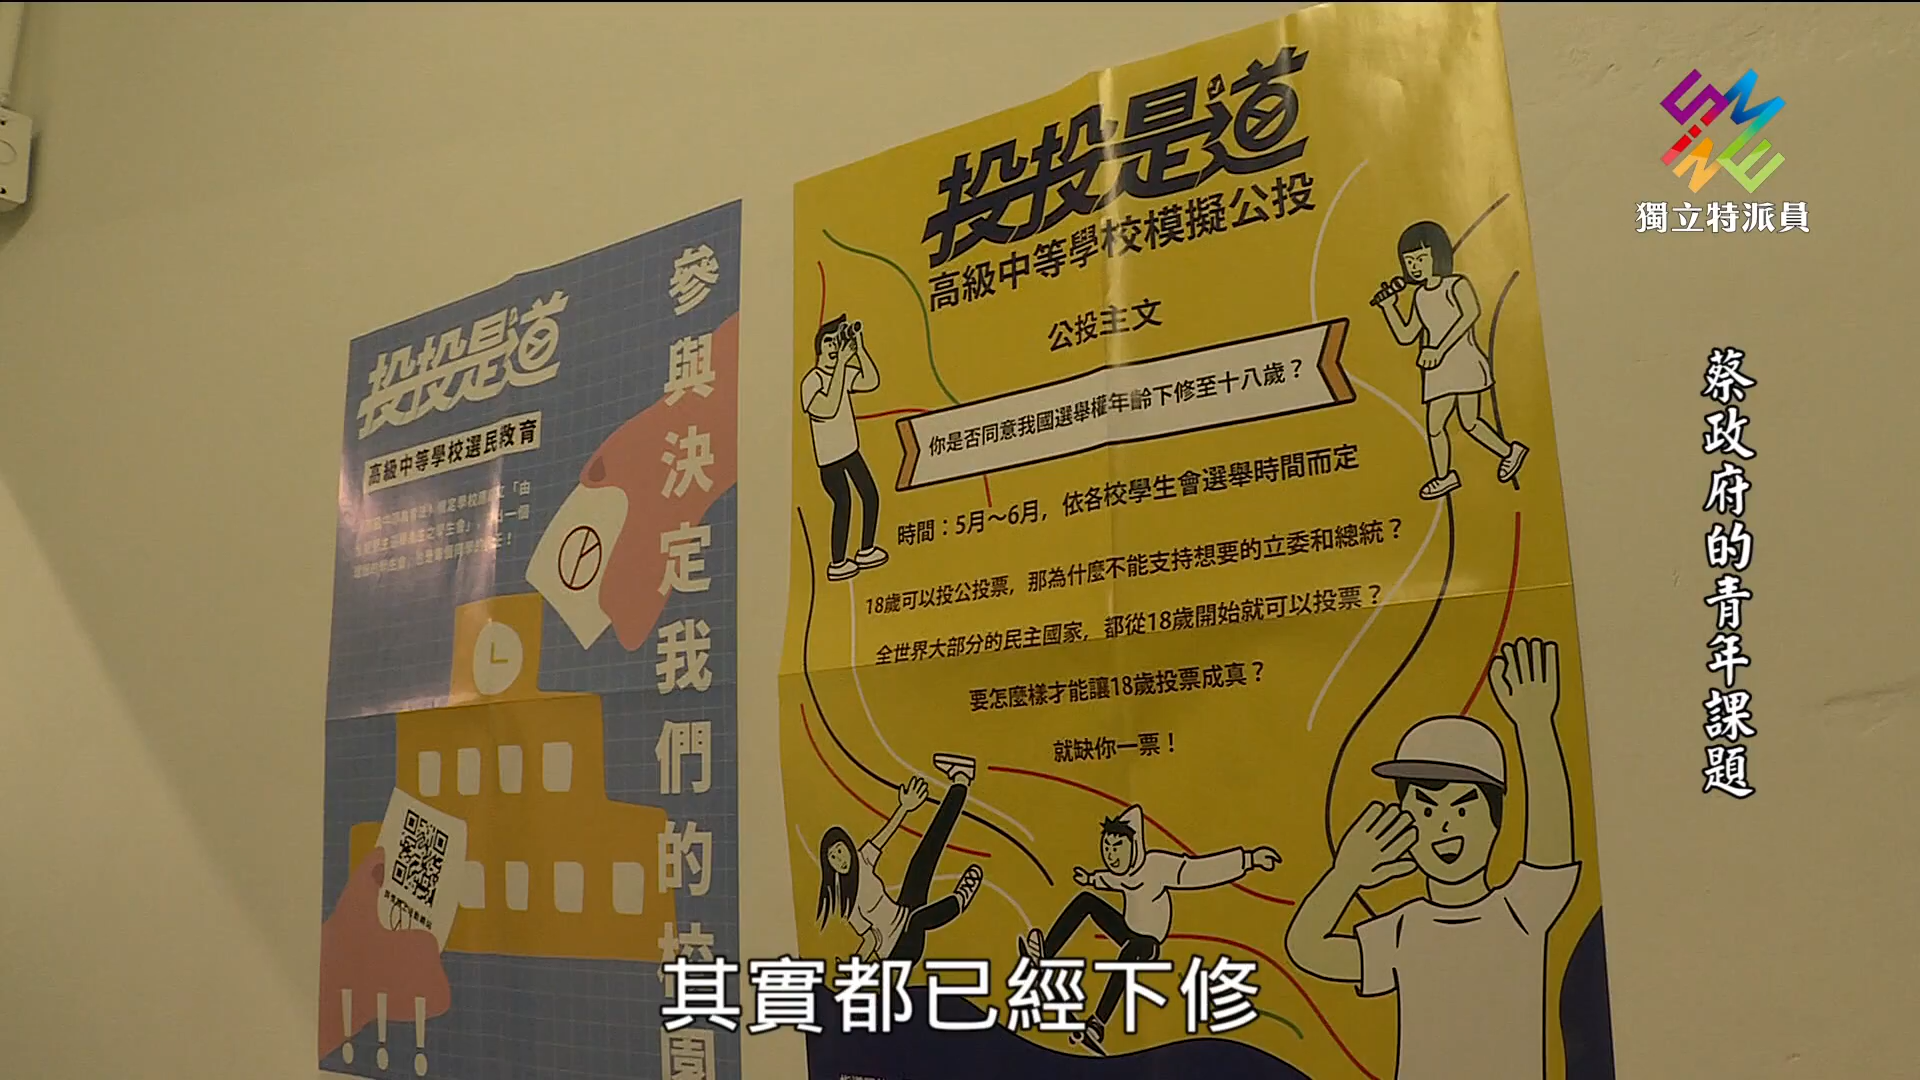 投投是道
高級中等學校選民教育
參與決定我們的校園
投投是道
高級中等學校模擬公投
公投主文
你是否同意我國選舉權年齡下修至十八歲？
時間：5月～6月，依各校學生會選舉時間而定
18歲可以投公投票，那為什麼不能支持想要的立委和總統？
全世界大部分的民主國家，都從18歲開始就可以投票？
要怎麼樣才能讓18歲投票成真？
就缺你一票！
iNNEWS
獨立特派員
蔡政府的青年課題
其實都已經下修